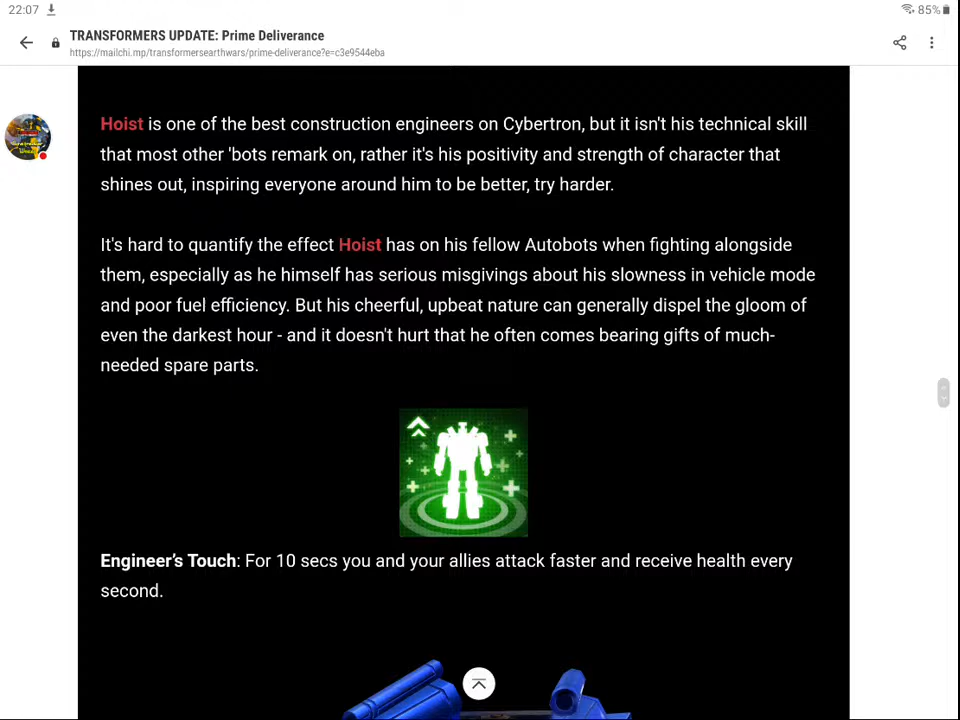 22:07
85%
TRANSFORMERS UPDATE: Prime Deliverance
https://mailchi.mp/transformersearthwars/prime-deliverance?e=c3e9544eba
Hoist is one of the best construction engineers on Cybertron, but it isn't his technical skill
that most other 'bots remark on, rather it's his positivity and strength of character that
shines out, inspiring everyone around him to be better, try harder.
It's hard to quantify the effect Hoist has on his fellow Autobots when fighting alongside
them, especially as he himself has serious misgivings about his slowness in vehicle mode
and poor fuel efficiency. But his cheerful, upbeat nature can generally dispel the gloom of
even the darkest hour - and it doesn't hurt that he often comes bearing gifts of much-
needed spare parts.
Engineer’s Touch: For 10 secs you and your allies attack faster and receive health every
second.